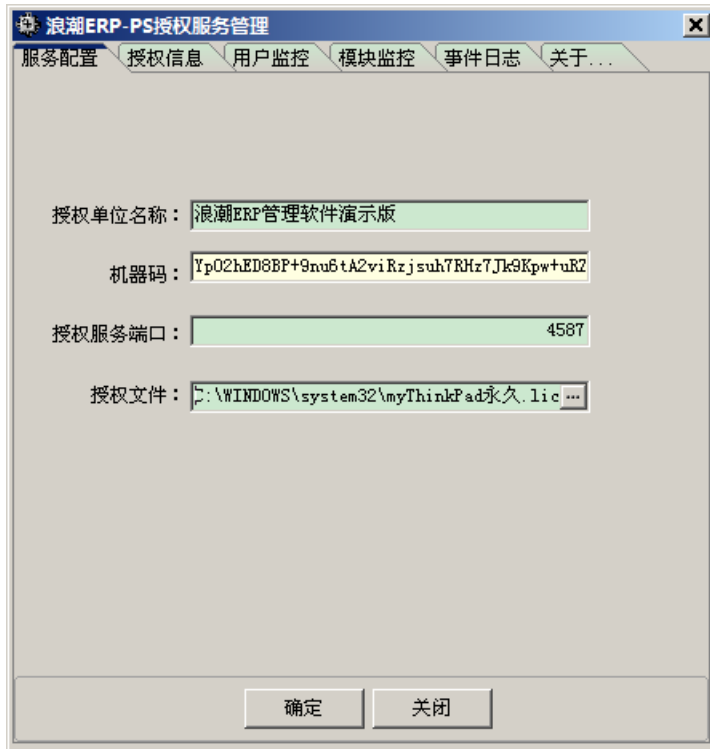 浪潮ERP-PS授权服务管理
服务配置 授权信息 用户监控 模块监控 事件日志 关于...
授权单位名称： 浪潮ERP管理软件演示版
机器码： YpO2hED8BP+9nu6tA2viRzjsuh7RHz7Jk9Kpw+uRZ
授权服务端口： 4587
授权文件： C:\WINDOWS\system32\myThinkPad永久.lic ...
确定 关闭